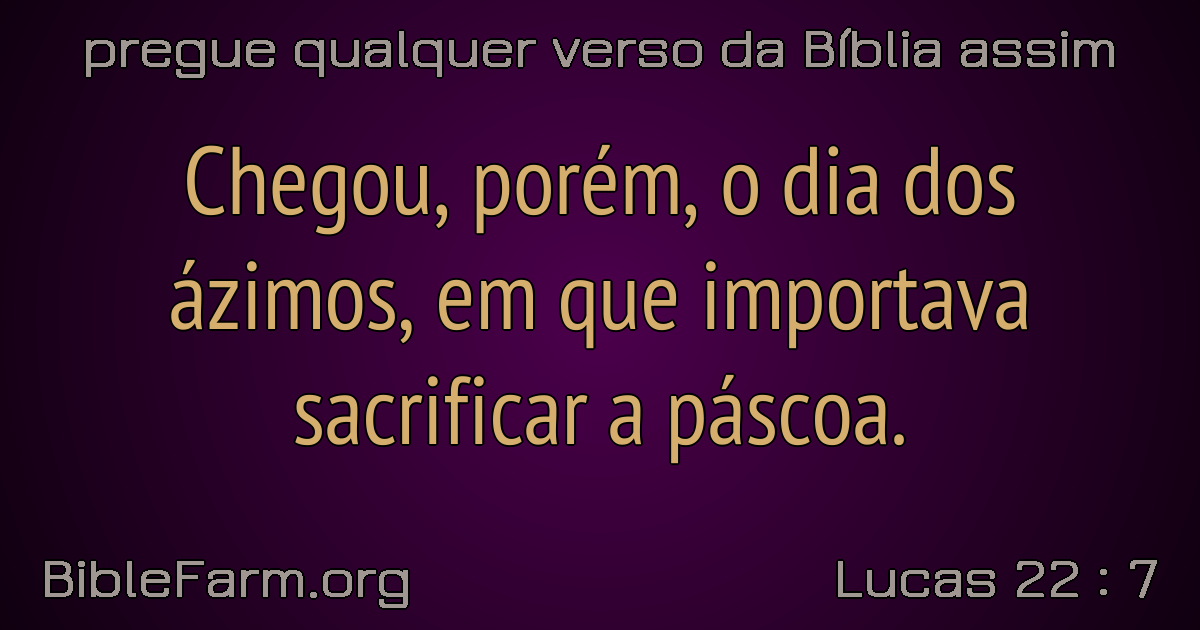 pregue qualquer verso da Bíblia assim
Chegou, porém, o dia dos
ázimos, em que importava
sacrificar a páscoa.
BibleFarm.org
Lucas 22 : 7